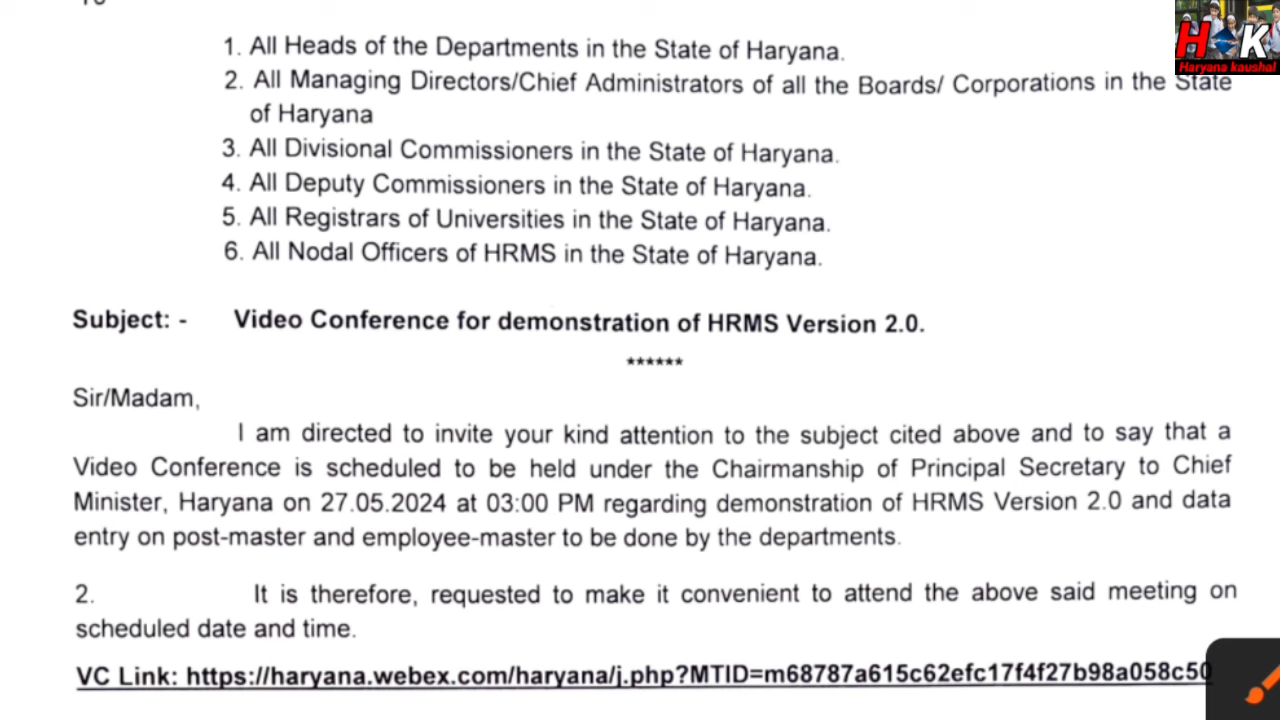 H K
Haryana kaushal
1. All Heads of the Departments in the State of Haryana.
2. All Managing Directors/Chief Administrators of all the Boards/ Corporations in the State
of Haryana
3. All Divisional Commissioners in the State of Haryana.
4. All Deputy Commissioners in the State of Haryana.
5. All Registrars of Universities in the State of Haryana.
6. All Nodal Officers of HRMS in the State of Haryana.
Subject: - Video Conference for demonstration of HRMS Version 2.0.
******
Sir/Madam,
I am directed to invite your kind attention to the subject cited above and to say that a
Video Conference is scheduled to be held under the Chairmanship of Principal Secretary to Chief
Minister, Haryana on 27.05.2024 at 03:00 PM regarding demonstration of HRMS Version 2.0 and data
entry on post-master and employee-master to be done by the departments.
2. It is therefore, requested to make it convenient to attend the above said meeting on
scheduled date and time.
VC Link: https://haryana.webex.com/haryana/j.php?MTID=m68787a615c62efc17f4f27b98a058c50